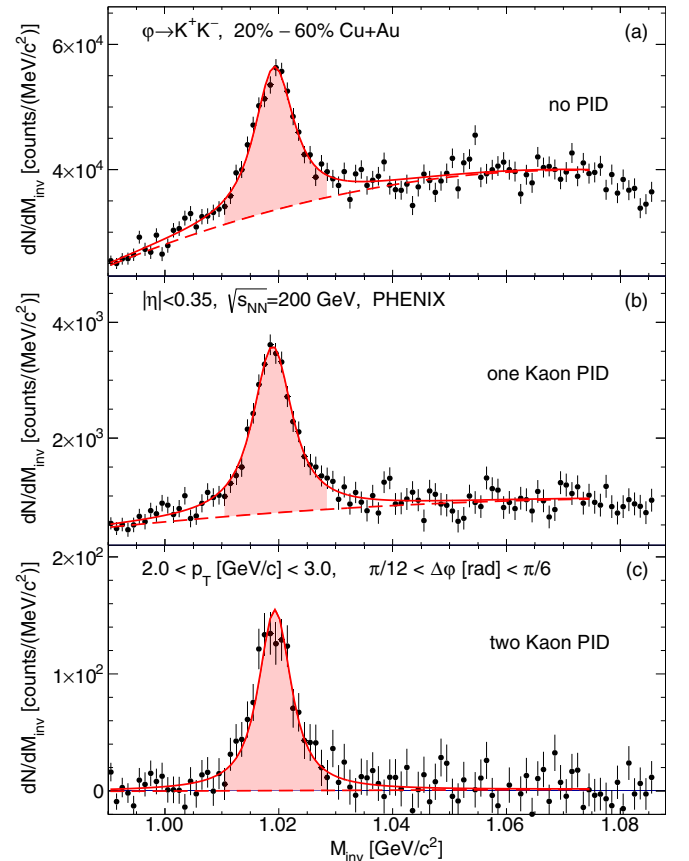 φ→K⁺K⁻, 20% – 60% Cu+Au (a)
6×10⁴
no PID
4×10⁴
dN/dM_inv [counts/(MeV/c²)]
|η|<0.35, √s_NN=200 GeV, PHENIX (b)
4×10³
one Kaon PID
2×10³
dN/dM_inv [counts/(MeV/c²)]
2×10²
2.0 < p_T [GeV/c] < 3.0, π/12 < Δφ [rad] < π/6 (c)
two Kaon PID
1×10²
dN/dM_inv [counts/(MeV/c²)]
0
1.00 1.02 1.04 1.06 1.08
M_inv [GeV/c²]